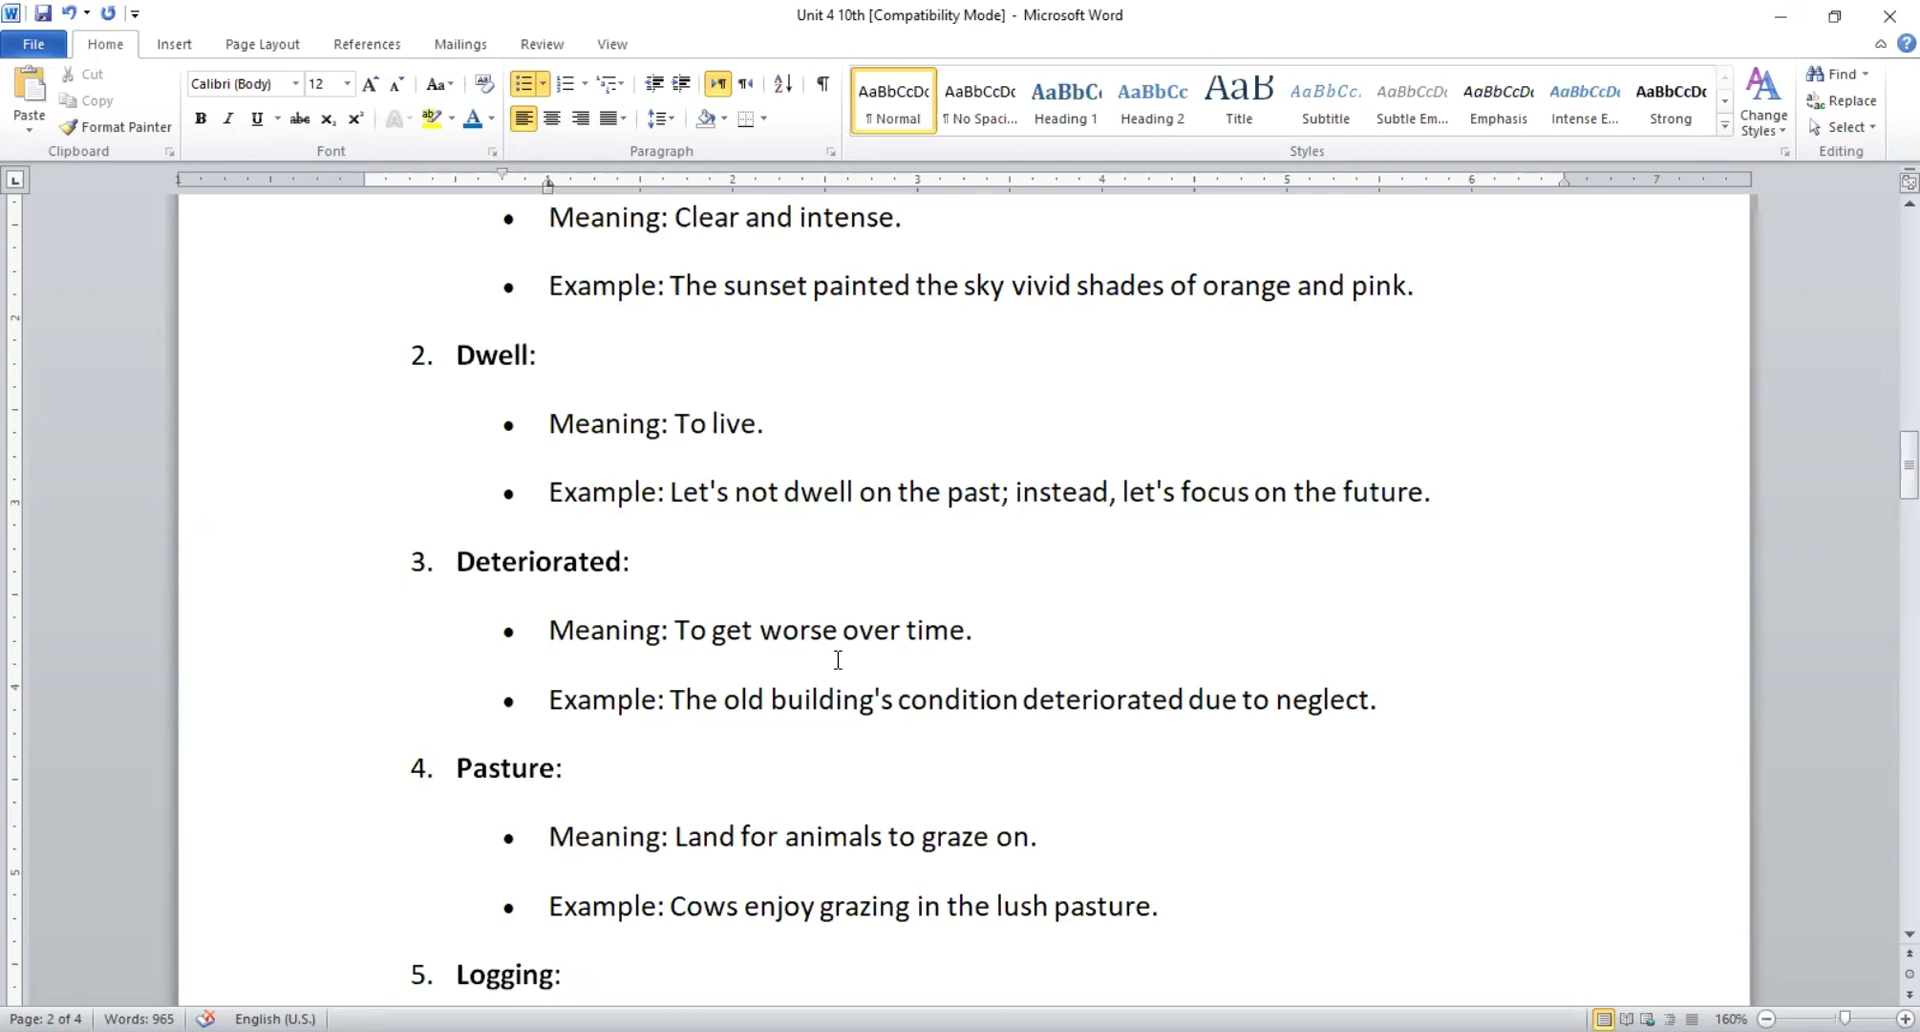 Unit 4 10th [Compatibility Mode] - Microsoft Word
File Home Insert Page Layout References Mailings Review View
Paste Cut Copy Format Painter Clipboard
Calibri (Body) 12 Font
Paragraph
AaBbCcDc AaBbCcDc AaBbC AaBbCc AaB AaBbCc. AaBbCcDc AaBbCcDc AaBbCcDc AaBbCcDc
¶ Normal ¶ No Spaci... Heading 1 Heading 2 Title Subtitle Subtle Em... Emphasis Intense E... Strong
Styles
Change Styles
Find Replace Select Editing
1 2 3 4 5 6 7
• Meaning: Clear and intense.
• Example: The sunset painted the sky vivid shades of orange and pink.
2. Dwell:
• Meaning: To live.
• Example: Let's not dwell on the past; instead, let's focus on the future.
3. Deteriorated:
• Meaning: To get worse over time.
• Example: The old building's condition deteriorated due to neglect.
4. Pasture:
• Meaning: Land for animals to graze on.
• Example: Cows enjoy grazing in the lush pasture.
5. Logging:
Page: 2 of 4 Words: 965 English (U.S.) 160%